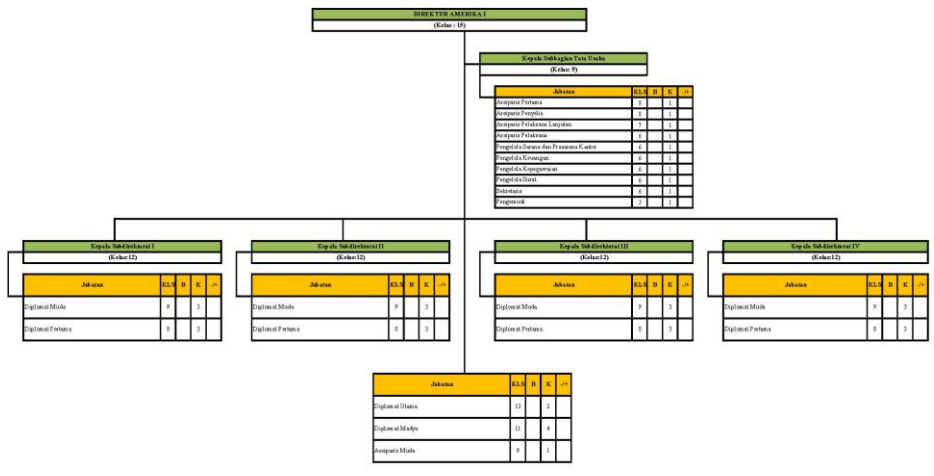 DIREKTUR AMERIKA I
(Kelas : 15)
Kepala Subbagian Tata Usaha
(Kelas: 9)
Jabatan KLS B K -/+
Arsiparis Pertama 8 1
Arsiparis Penyelia 8 1
Arsiparis Pelaksana Lanjutan 7 1
Arsiparis Pelaksana 6 1
Pengelola Sarana dan Prasarana Kantor 6 1
Pengelola Keuangan 6 1
Pengelola Kepegawaian 6 1
Pengelola Surat 6 1
Sekretaris 6 1
Pengemudi 3 1
Kepala Subdirektorat I
(Kelas:12)
Jabatan KLS B K -/+
Diplomat Muda 9 3
Diplomat Pertama 8 3
Kepala Subdirektorat II
(Kelas:12)
Jabatan KLS B K -/+
Diplomat Muda 9 3
Diplomat Pertama 8 3
Kepala Subdirektorat III
(Kelas:12)
Jabatan KLS B K -/+
Diplomat Muda 9 3
Diplomat Pertama 8 3
Kepala Subdirektorat IV
(Kelas:12)
Jabatan KLS B K -/+
Diplomat Muda 9 3
Diplomat Pertama 8 3
Jabatan KLS B K -/+
Diplomat Utama 13 2
Diplomat Madya 11 4
Arsiparis Muda 9 1